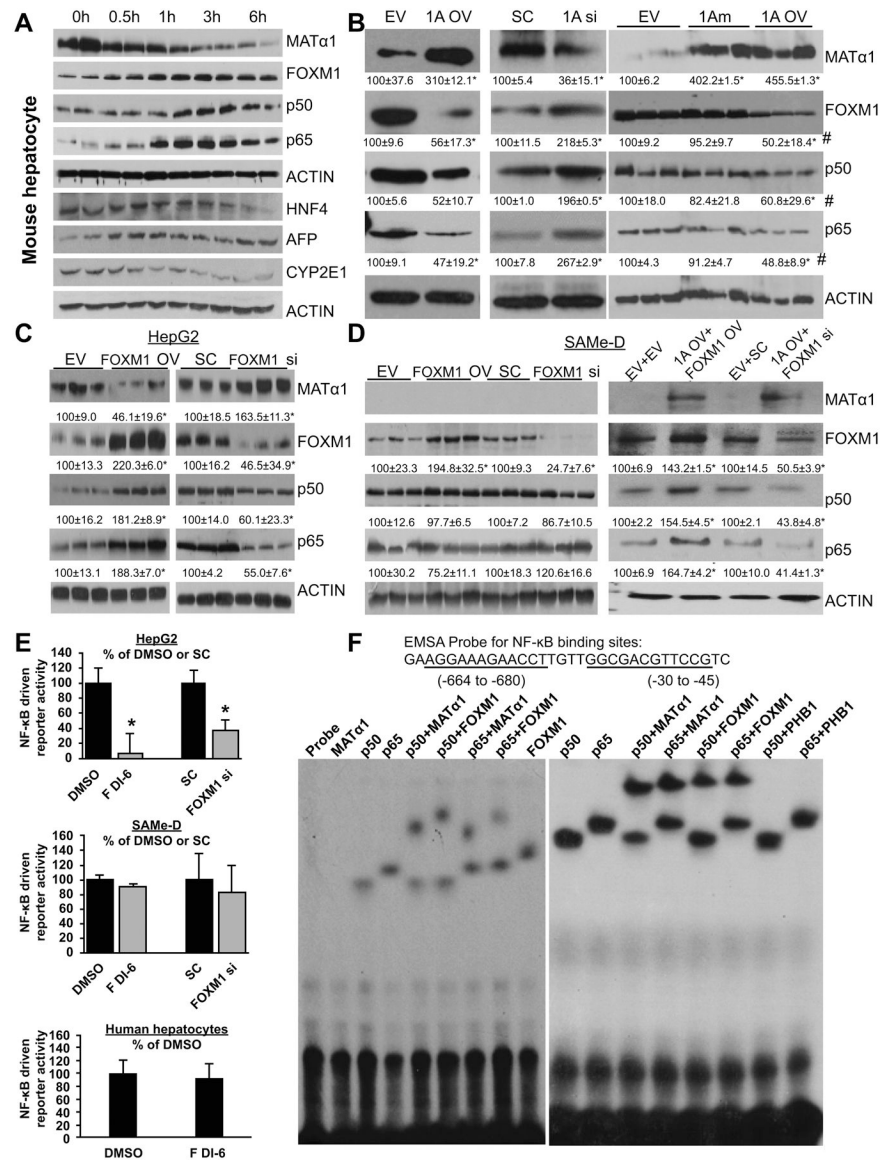 A
0h 0.5h 1h 3h 6h
Mouse hepatocyte
MATα1
FOXM1
p50
p65
ACTIN
HNF4
AFP
CYP2E1
ACTIN
B
EV 1A OV SC 1A si EV 1Am 1A OV
MATα1
100±37.6 310±12.1* 100±5.4 36±15.1* 100±6.2 402.2±1.5* 455.5±1.3*
FOXM1
100±9.6 56±17.3* 100±11.5 218±5.3* 100±9.2 95.2±9.7 50.2±18.4* #
p50
100±5.6 52±10.7 100±1.0 196±0.5* 100±18.0 82.4±21.8 60.8±29.6* #
p65
100±9.1 47±19.2* 100±7.8 267±2.9* 100±4.3 91.2±4.7 48.8±8.9* #
ACTIN
C
HepG2
EV FOXM1 OV SC FOXM1 si
MATα1
100±9.0 46.1±19.6* 100±18.5 163.5±11.3*
FOXM1
100±13.3 220.3±6.0* 100±16.2 46.5±34.9*
p50
100±16.2 181.2±8.9* 100±14.0 60.1±23.3*
p65
100±13.1 188.3±7.0* 100±4.2 55.0±7.6*
ACTIN
D
SAMe-D
EV FOXM1 OV SC FOXM1 si
EV+EV
1A OV+
FOXM1 OV
EV+SC
1A OV+
FOXM1 si
MATα1
FOXM1
100±23.3 194.8±32.5* 100±9.3 24.7±7.6* 100±6.9 143.2±1.5* 100±14.5 50.5±3.9*
p50
100±12.6 97.7±6.5 100±7.2 86.7±10.5 100±2.2 154.5±4.5* 100±2.1 43.8±4.8*
p65
100±30.2 75.2±11.1 100±18.3 120.6±16.6 100±6.9 164.7±4.2* 100±10.0 41.4±1.3*
ACTIN
E
HepG2
% of DMSO or SC
NF-κB driven
reporter activity
140
120
100
80
60
40
20
0
* *
DMSO F DI-6 SC FOXM1 si
SAMe-D
% of DMSO or SC
NF-κB driven
reporter activity
160
140
120
100
80
60
40
20
0
DMSO F DI-6 SC FOXM1 si
Human hepatocytes
% of DMSO
NF-κB driven
reporter activity
160
140
120
100
80
60
40
20
0
DMSO F DI-6
F
EMSA Probe for NF-κB binding sites:
GAAGGAAAGAACCTTGTTGGCGACGTTCCGTC
(-664 to -680) (-30 to -45)
Probe
MATα1
p50
p65
p50+MATα1
p50+FOXM1
p65+MATα1
p65+FOXM1
FOXM1
p50
p65
p50+MATα1
p65+MATα1
p50+FOXM1
p65+FOXM1
p50+PHB1
p65+PHB1